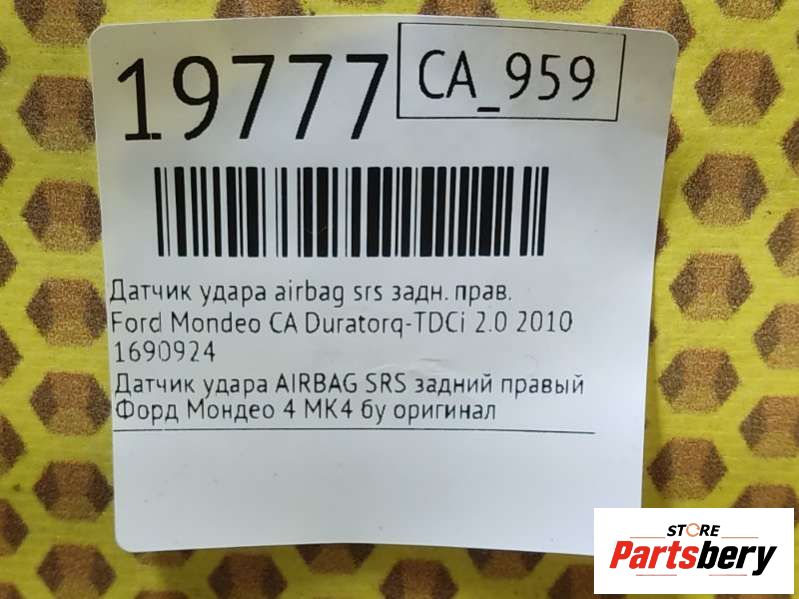 19777
CA_959
Датчик удара airbag srs задн. прав.
Ford Mondeo CA Duratorq-TDCi 2.0 2010
1690924
Датчик удара AIRBAG SRS задний правый
Форд Мондео 4 МК4 бу оригинал
STORE
Partsbery